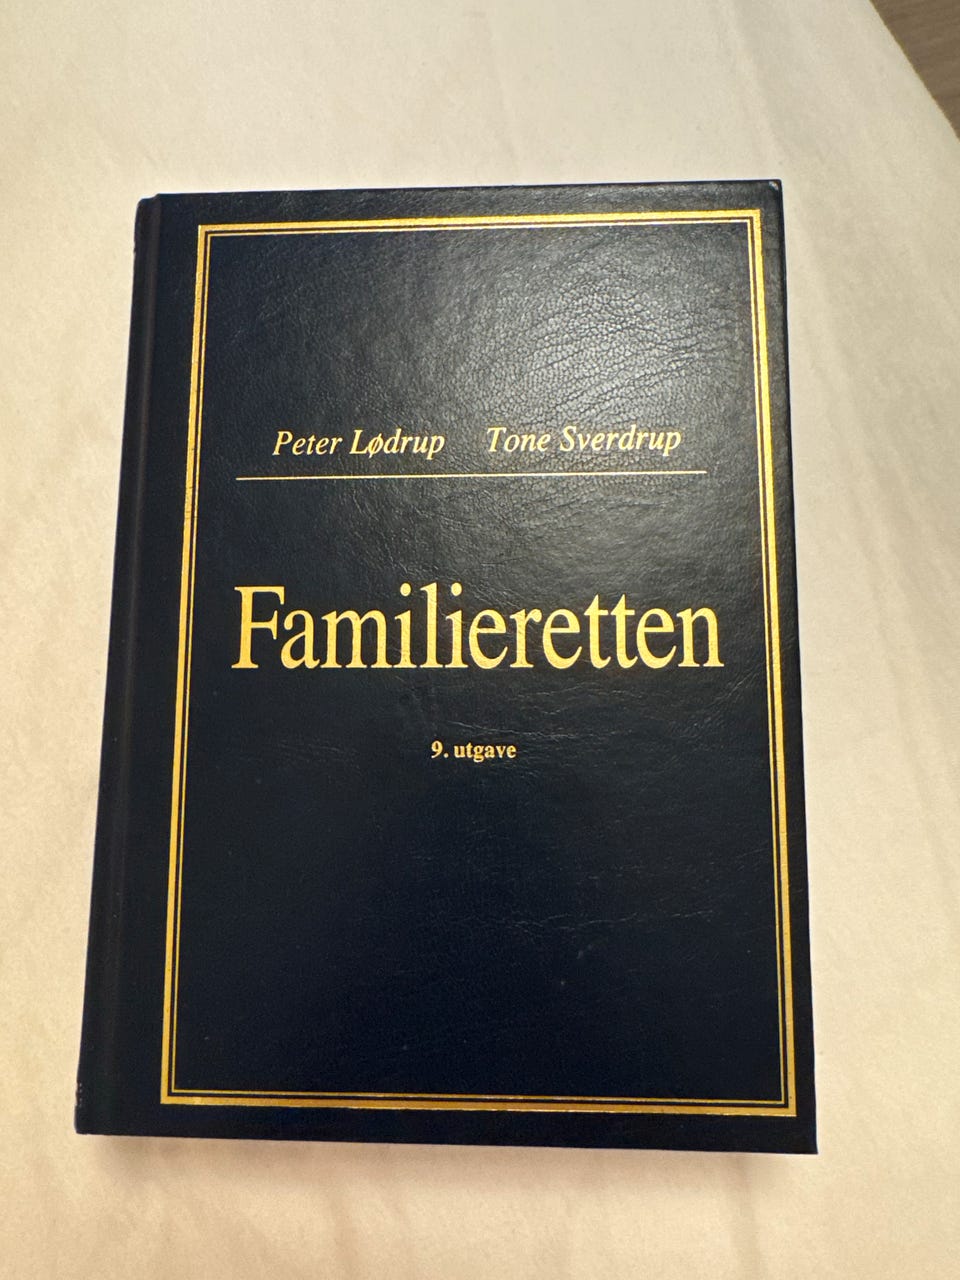 Peter Lødrup Tone Sverdrup
Familieretten
9. utgave